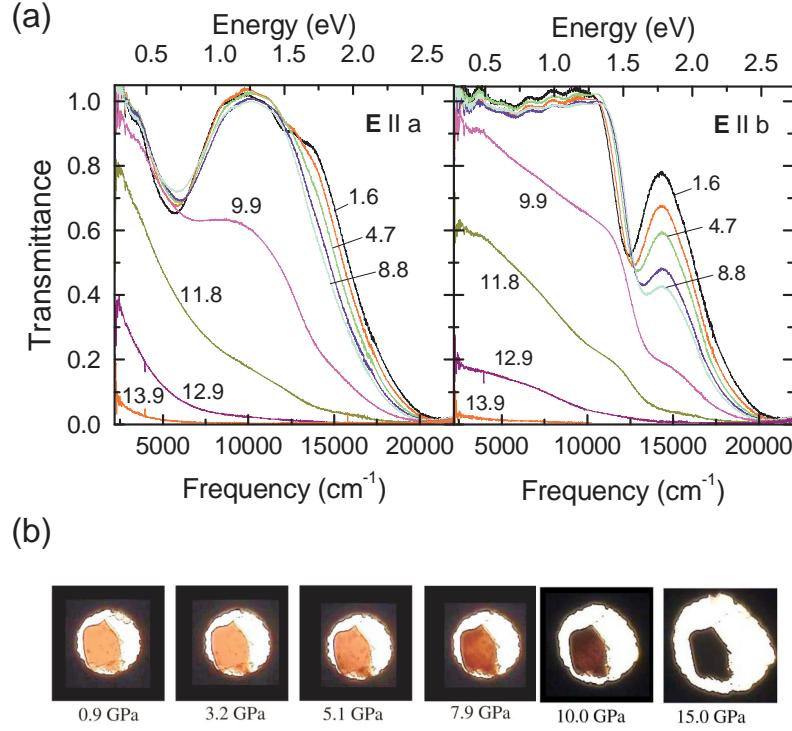 (a)
Energy (eV)
0.5 1.0 1.5 2.0 2.5
Energy (eV)
0.5 1.0 1.5 2.0 2.5
Transmittance
1.0
0.8
0.6
0.4
0.2
0.0
E II a
1.6
4.7
8.8
9.9
11.8
12.9
13.9
E II b
1.6
4.7
8.8
9.9
11.8
12.9
13.9
5000 10000 15000 20000
5000 10000 15000 20000
Frequency (cm-1)
Frequency (cm-1)
(b)
0.9 GPa 3.2 GPa 5.1 GPa 7.9 GPa 10.0 GPa 15.0 GPa